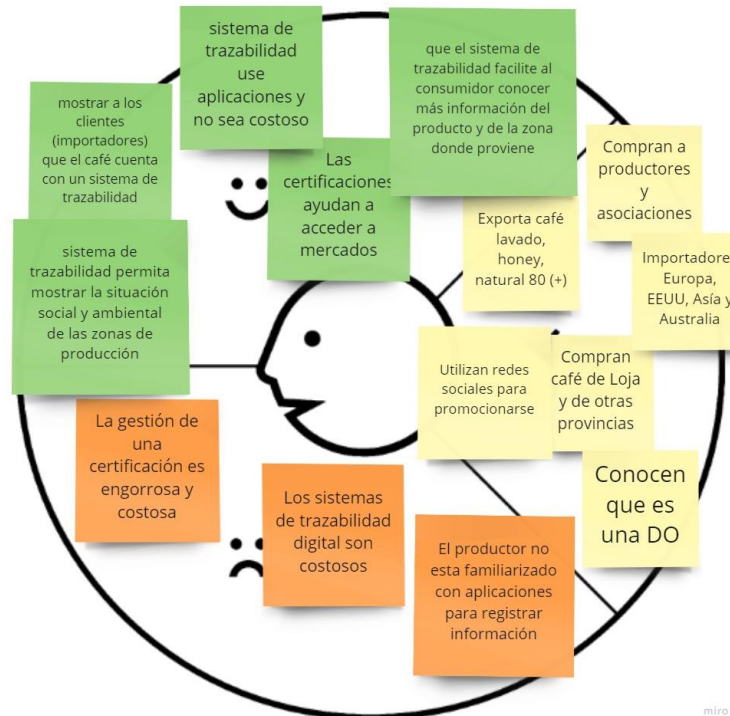 sistema de
trazabilidad
use
aplicaciones y
no sea costoso
que el sistema de
trazabilidad facilite al
consumidor conocer
más información del
producto y de la zona
donde proviene
mostrar a los
clientes
(importadores)
que el café cuenta
con un sistema de
trazabilidad
Las
certificaciones
ayudan a
acceder a
mercados
Compran a
productores
y
asociaciones
Exporta café
lavado,
honey,
natural 80 (+)
sistema de
trazabilidad permita
mostrar la situación
social y ambiental
de las zonas de
producción
Importadore
Europa,
EEUU, Asía y
Australia
Utilizan redes
sociales para
promocionarse
Compran
café de Loja
y de otras
provincias
La gestión de
una
certificación es
engorrosa y
costosa
Los sistemas
de trazabilidad
digital son
costosos
El productor no
esta familiarizado
con aplicaciones
para registrar
información
Conocen
que es
una DO
miro